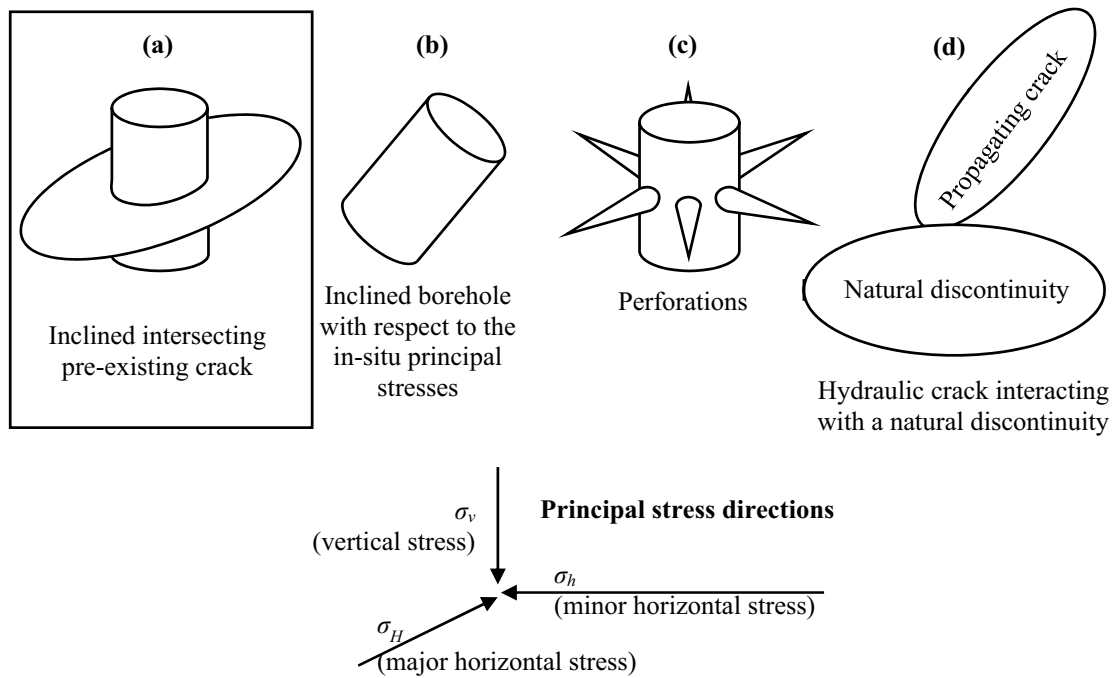 (a)
Inclined intersecting
pre-existing crack
(b)
Inclined borehole
with respect to the
in-situ principal
stresses
(c)
Perforations
(d)
Propagating crack
Natural discontinuity
Hydraulic crack interacting
with a natural discontinuity
σv
(vertical stress)
Principal stress directions
σh
(minor horizontal stress)
σH
(major horizontal stress)